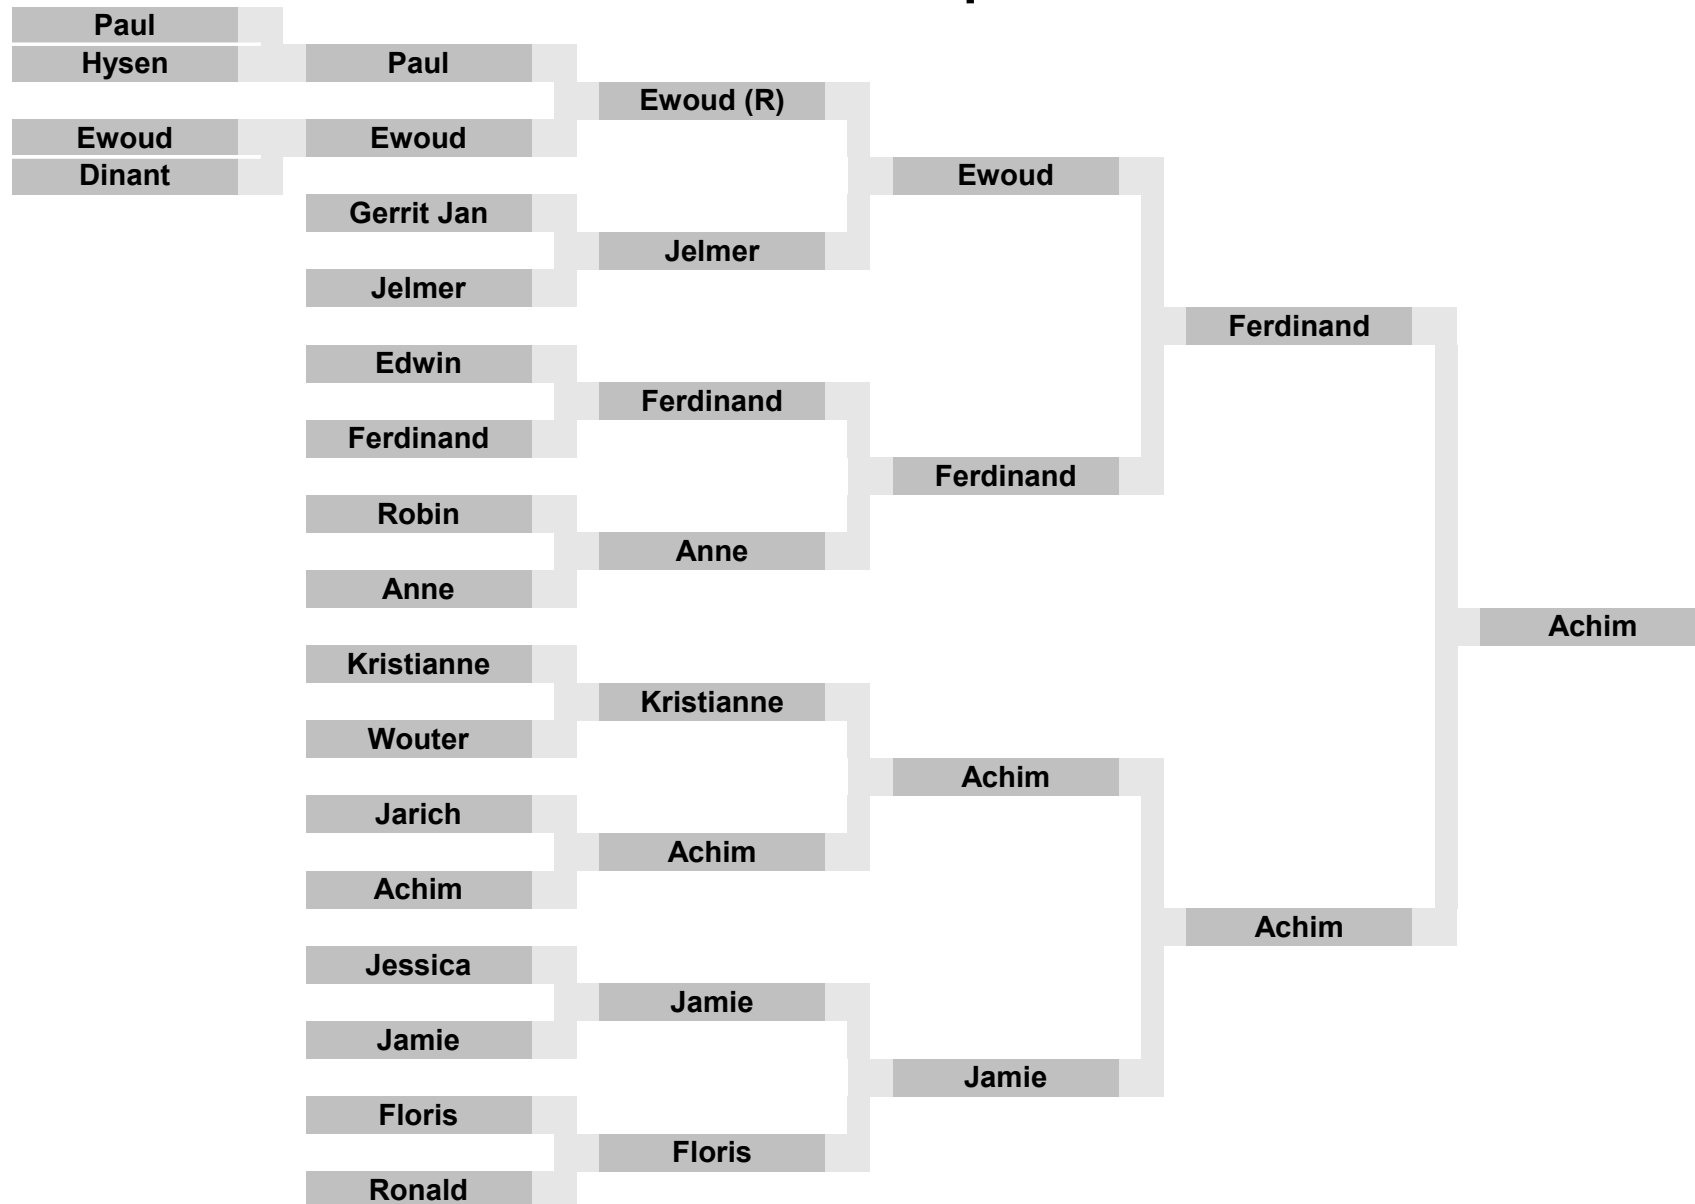 Paul
Hysen
Ewoud
Dinant
Paul
Ewoud
Gerrit Jan
Jelmer
Edwin
Ferdinand
Robin
Anne
Kristianne
Wouter
Jarich
Achim
Jessica
Jamie
Floris
Ronald
Ewoud (R)
Jelmer
Ferdinand
Anne
Kristianne
Achim
Jamie
Floris
Ewoud
Ferdinand
Achim
Jamie
Ferdinand
Achim
Achim